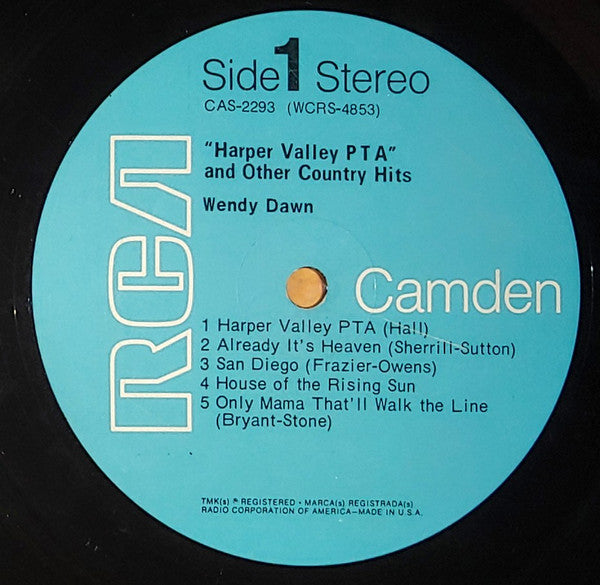 Side 1 Stereo
CAS-2293 (WCRS-4853)
"Harper Valley PTA"
and Other Country Hits
Wendy Dawn
RCA
Camden
1 Harper Valley PTA (Hall)
2 Already It's Heaven (Sherrill-Sutton)
3 San Diego (Frazier-Owens)
4 House of the Rising Sun
5 Only Mama That'll Walk the Line
(Bryant-Stone)
TMK(s) ® REGISTERED • MARCA(s) REGISTRADA(s)
RADIO CORPORATION OF AMERICA—MADE IN U.S.A.